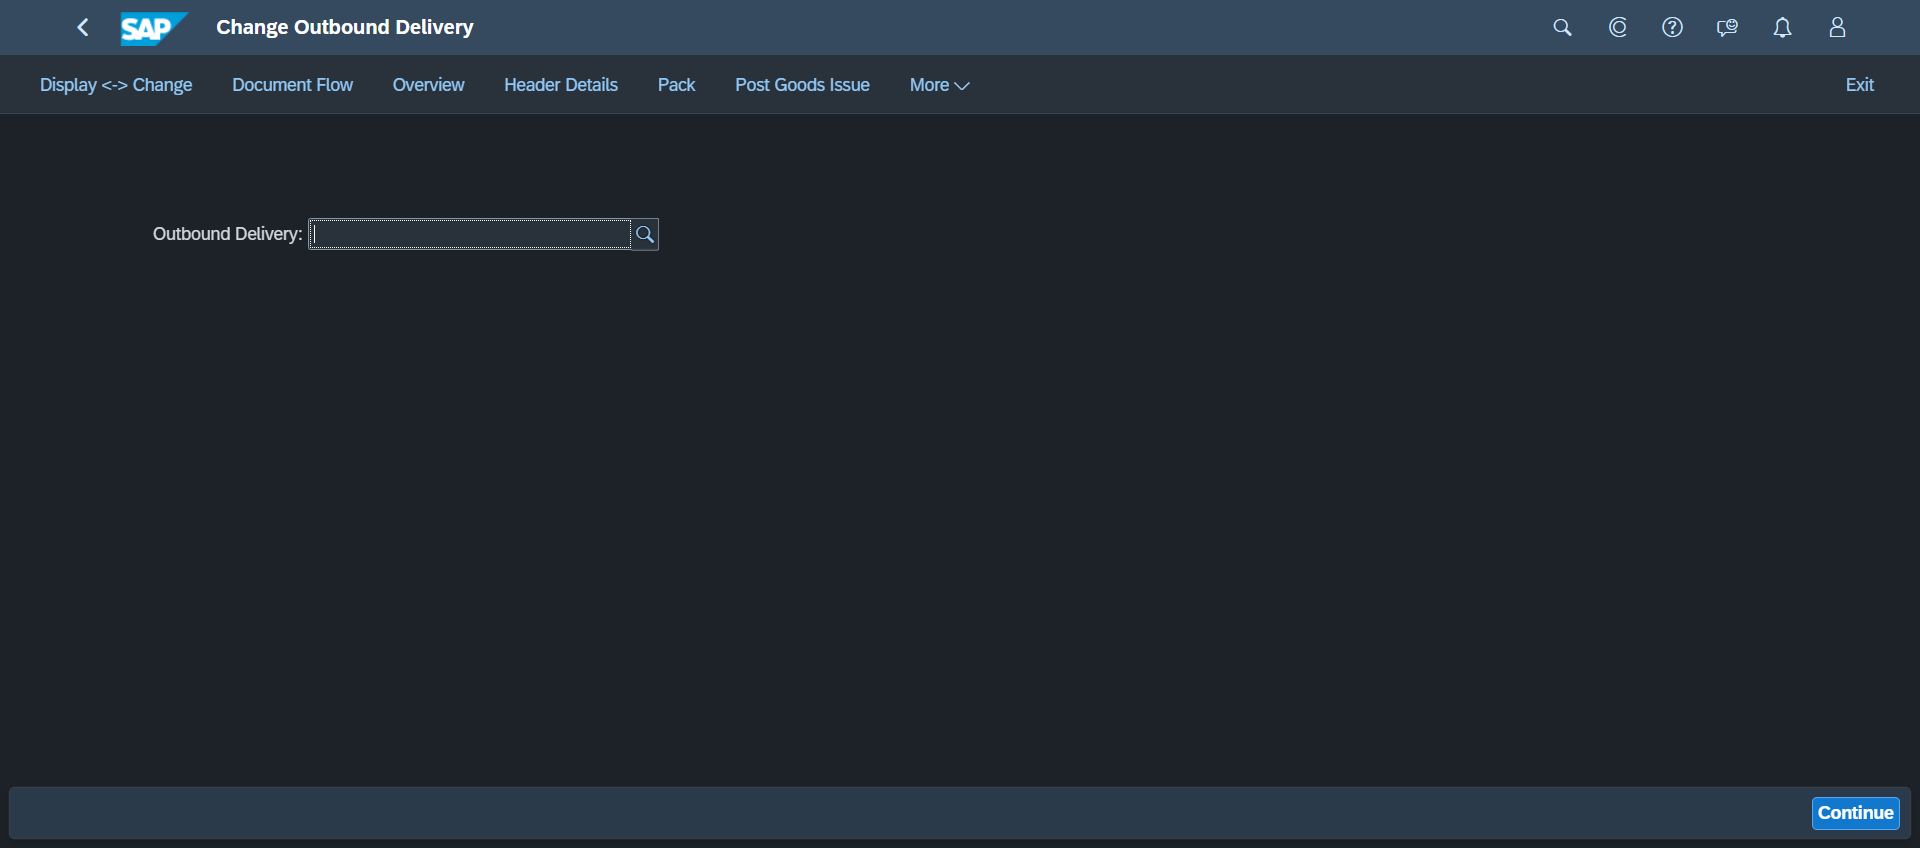 SAP Change Outbound Delivery
Display <-> Change Document Flow Overview Header Details Pack Post Goods Issue More Exit
Outbound Delivery:
Continue